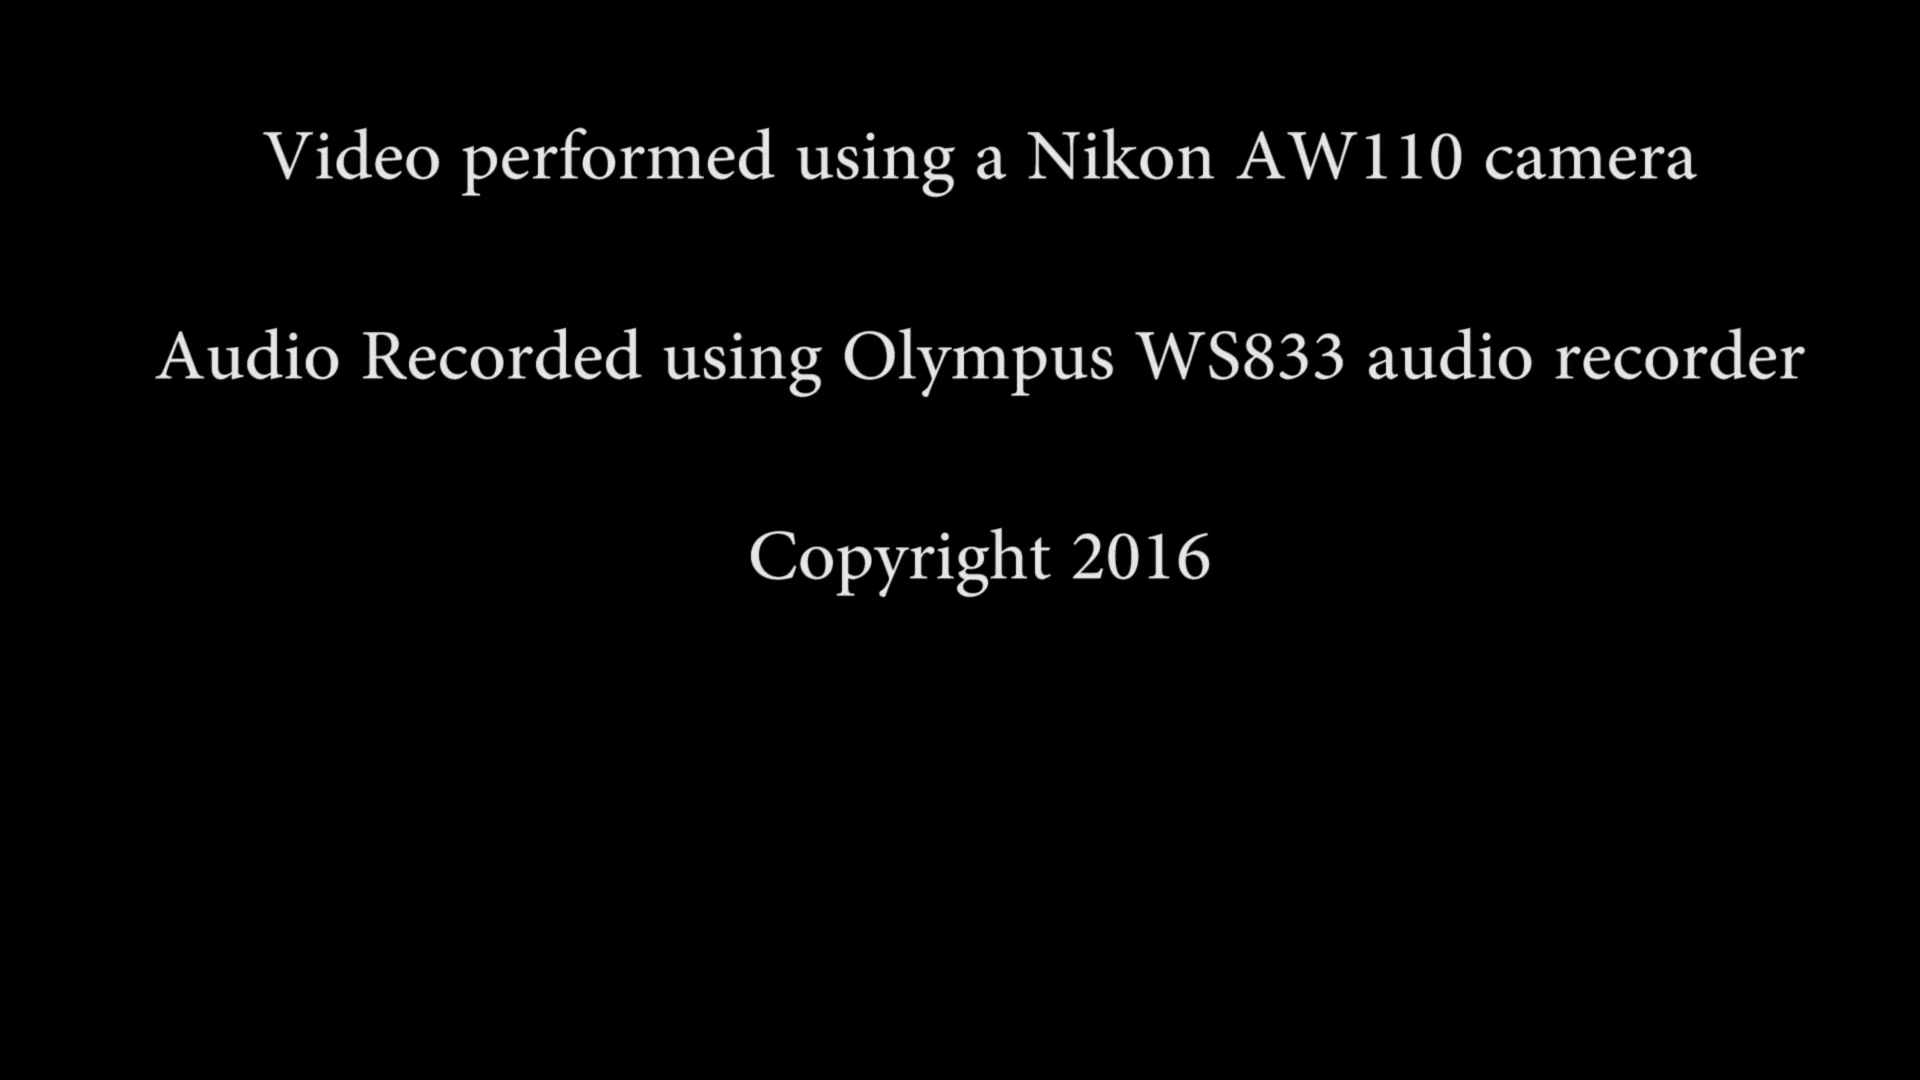 Video performed using a Nikon AW110 camera
Audio Recorded using Olympus WS833 audio recorder
Copyright 2016